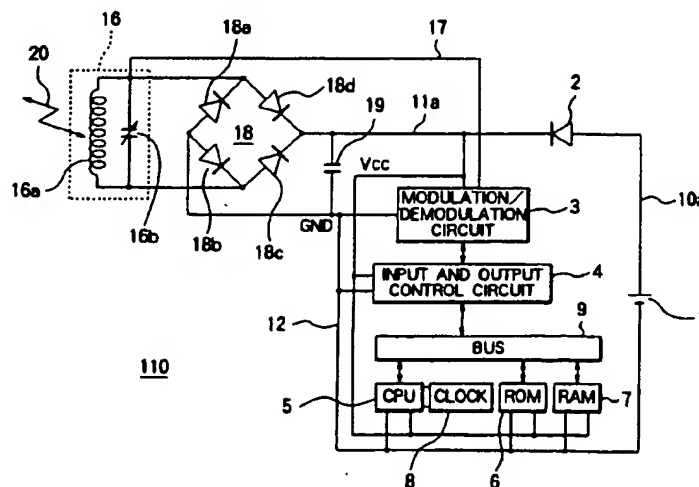 16
17
20
18a
18d
2
18
19
11a
Vcc
16a
16b
18b
18c
GND
MODULATION/
DEMODULATION
CIRCUIT
3
10a
INPUT AND OUTPUT
CONTROL CIRCUIT
4
12
9
BUS
110
5
CPU
CLOCK
ROM
RAM
7
8
6